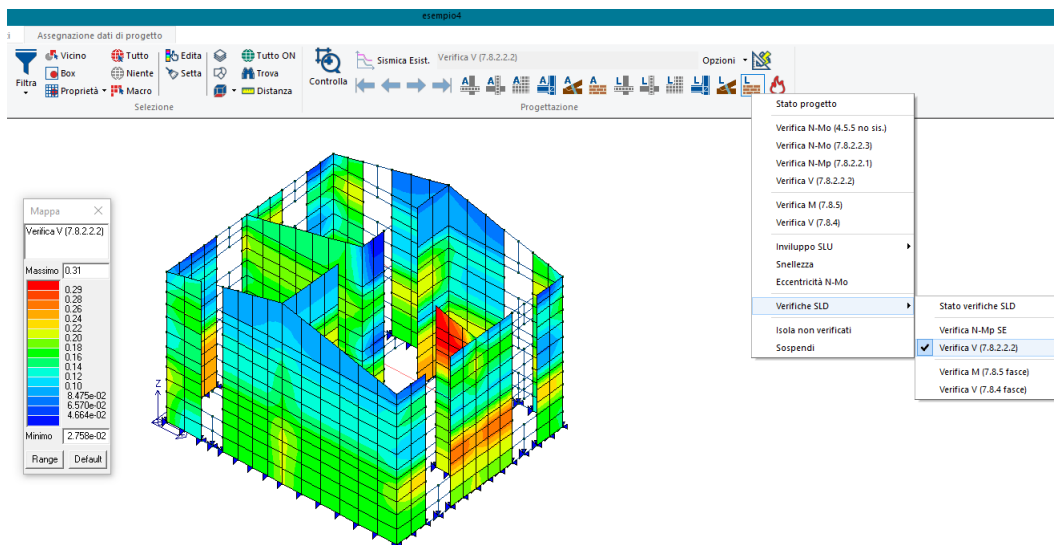 esempio4
Assegnazione dati di progetto
Vicino
Tutto
Edita
Tutto ON
Box
Niente
Setta
Trova
Filtra
Proprietà
Macro
Distanza
Selezione
Controlla
Sismica Esist.
Verifica V (7.8.2.2.2)
Opzioni
A A A A A A L L L L L L
Progettazione
Stato progetto
Verifica N-Mo (4.5.5 no sis.)
Verifica N-Mo (7.8.2.2.3)
Verifica N-Mp (7.8.2.2.1)
Verifica V (7.8.2.2.2)
Verifica M (7.8.5)
Verifica V (7.8.4)
Inviluppo SLU
Snellezza
Eccentricità N-Mo
Verifiche SLD
Isola non verificati
Sospendi
Stato verifiche SLD
Verifica N-Mp SE
Verifica V (7.8.2.2.2)
Verifica M (7.8.5 fasce)
Verifica V (7.8.4 fasce)
Mappa
Verifica V (7.8.2.2.2)
Massimo 0.31
0.29
0.28
0.26
0.24
0.22
0.20
0.18
0.16
0.14
0.12
0.10
8.475e-02
6.570e-02
4.664e-02
Minimo 2.758e-02
Range Default
Z